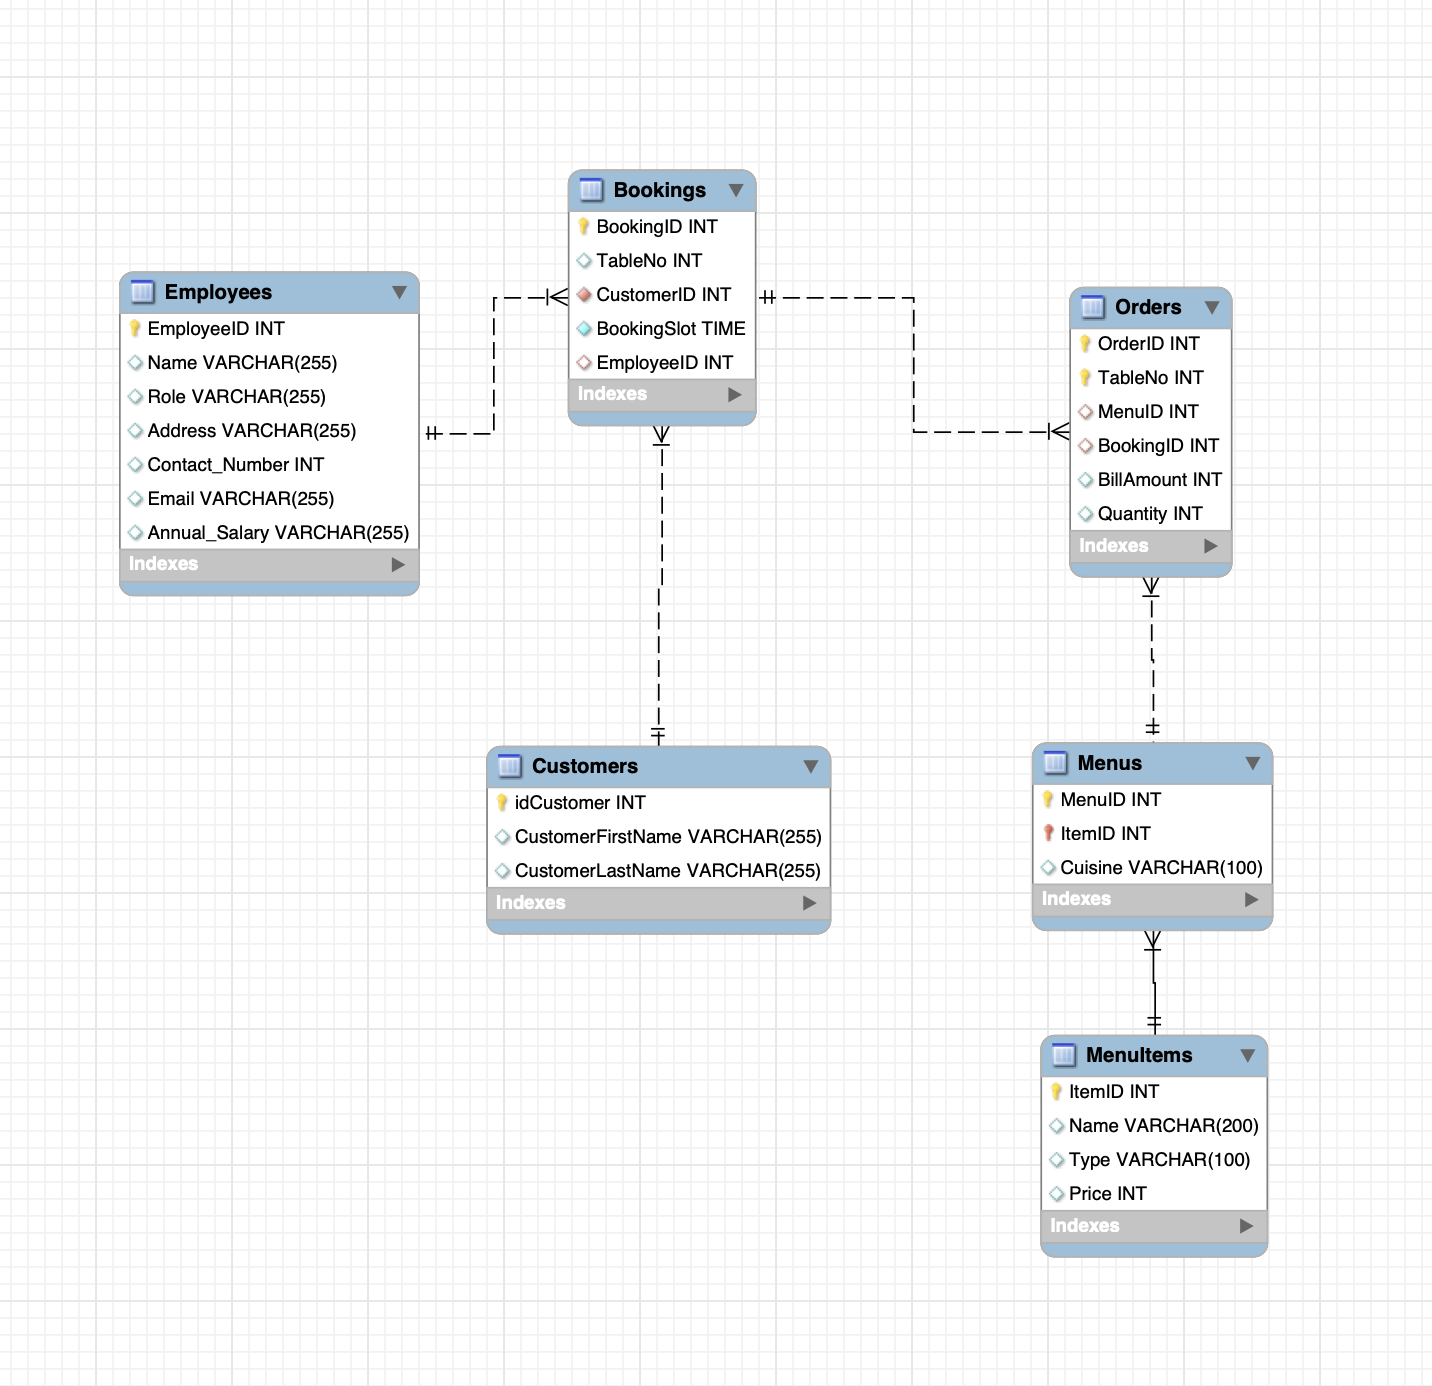 Bookings
BookingID INT
TableNo INT
CustomerID INT
BookingSlot TIME
EmployeeID INT
Indexes
Employees
EmployeeID INT
Name VARCHAR(255)
Role VARCHAR(255)
Address VARCHAR(255)
Contact_Number INT
Email VARCHAR(255)
Annual_Salary VARCHAR(255)
Indexes
Orders
OrderID INT
TableNo INT
MenuID INT
BookingID INT
BillAmount INT
Quantity INT
Indexes
Customers
idCustomer INT
CustomerFirstName VARCHAR(255)
CustomerLastName VARCHAR(255)
Indexes
Menus
MenuID INT
ItemID INT
Cuisine VARCHAR(100)
Indexes
MenuItems
ItemID INT
Name VARCHAR(200)
Type VARCHAR(100)
Price INT
Indexes